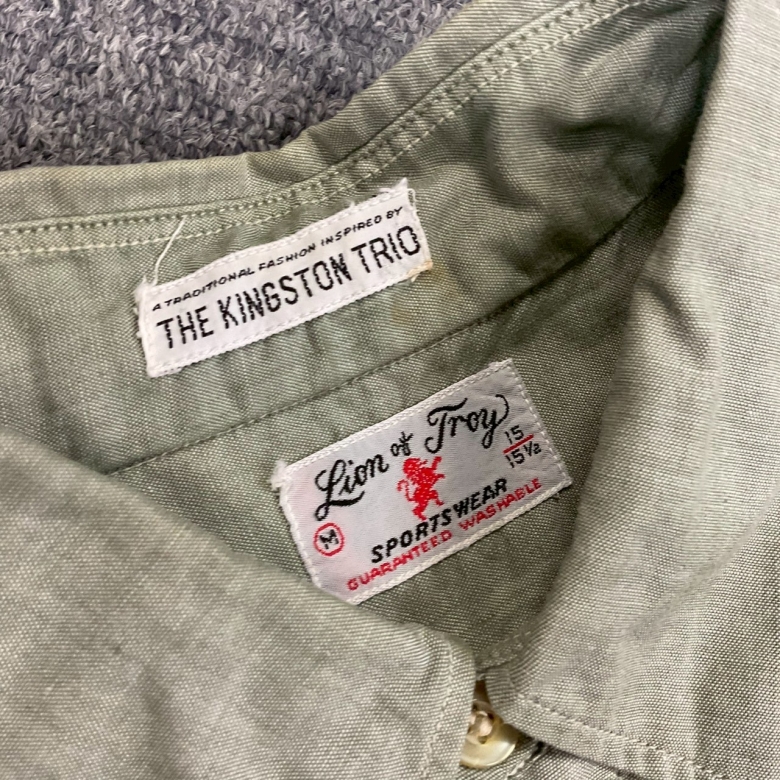 A TRADITIONAL FASHION INSPIRED BY
THE KINGSTON TRIO
Lion of Troy
15
15½
M
SPORTSWEAR
GUARANTEED WASHABLE